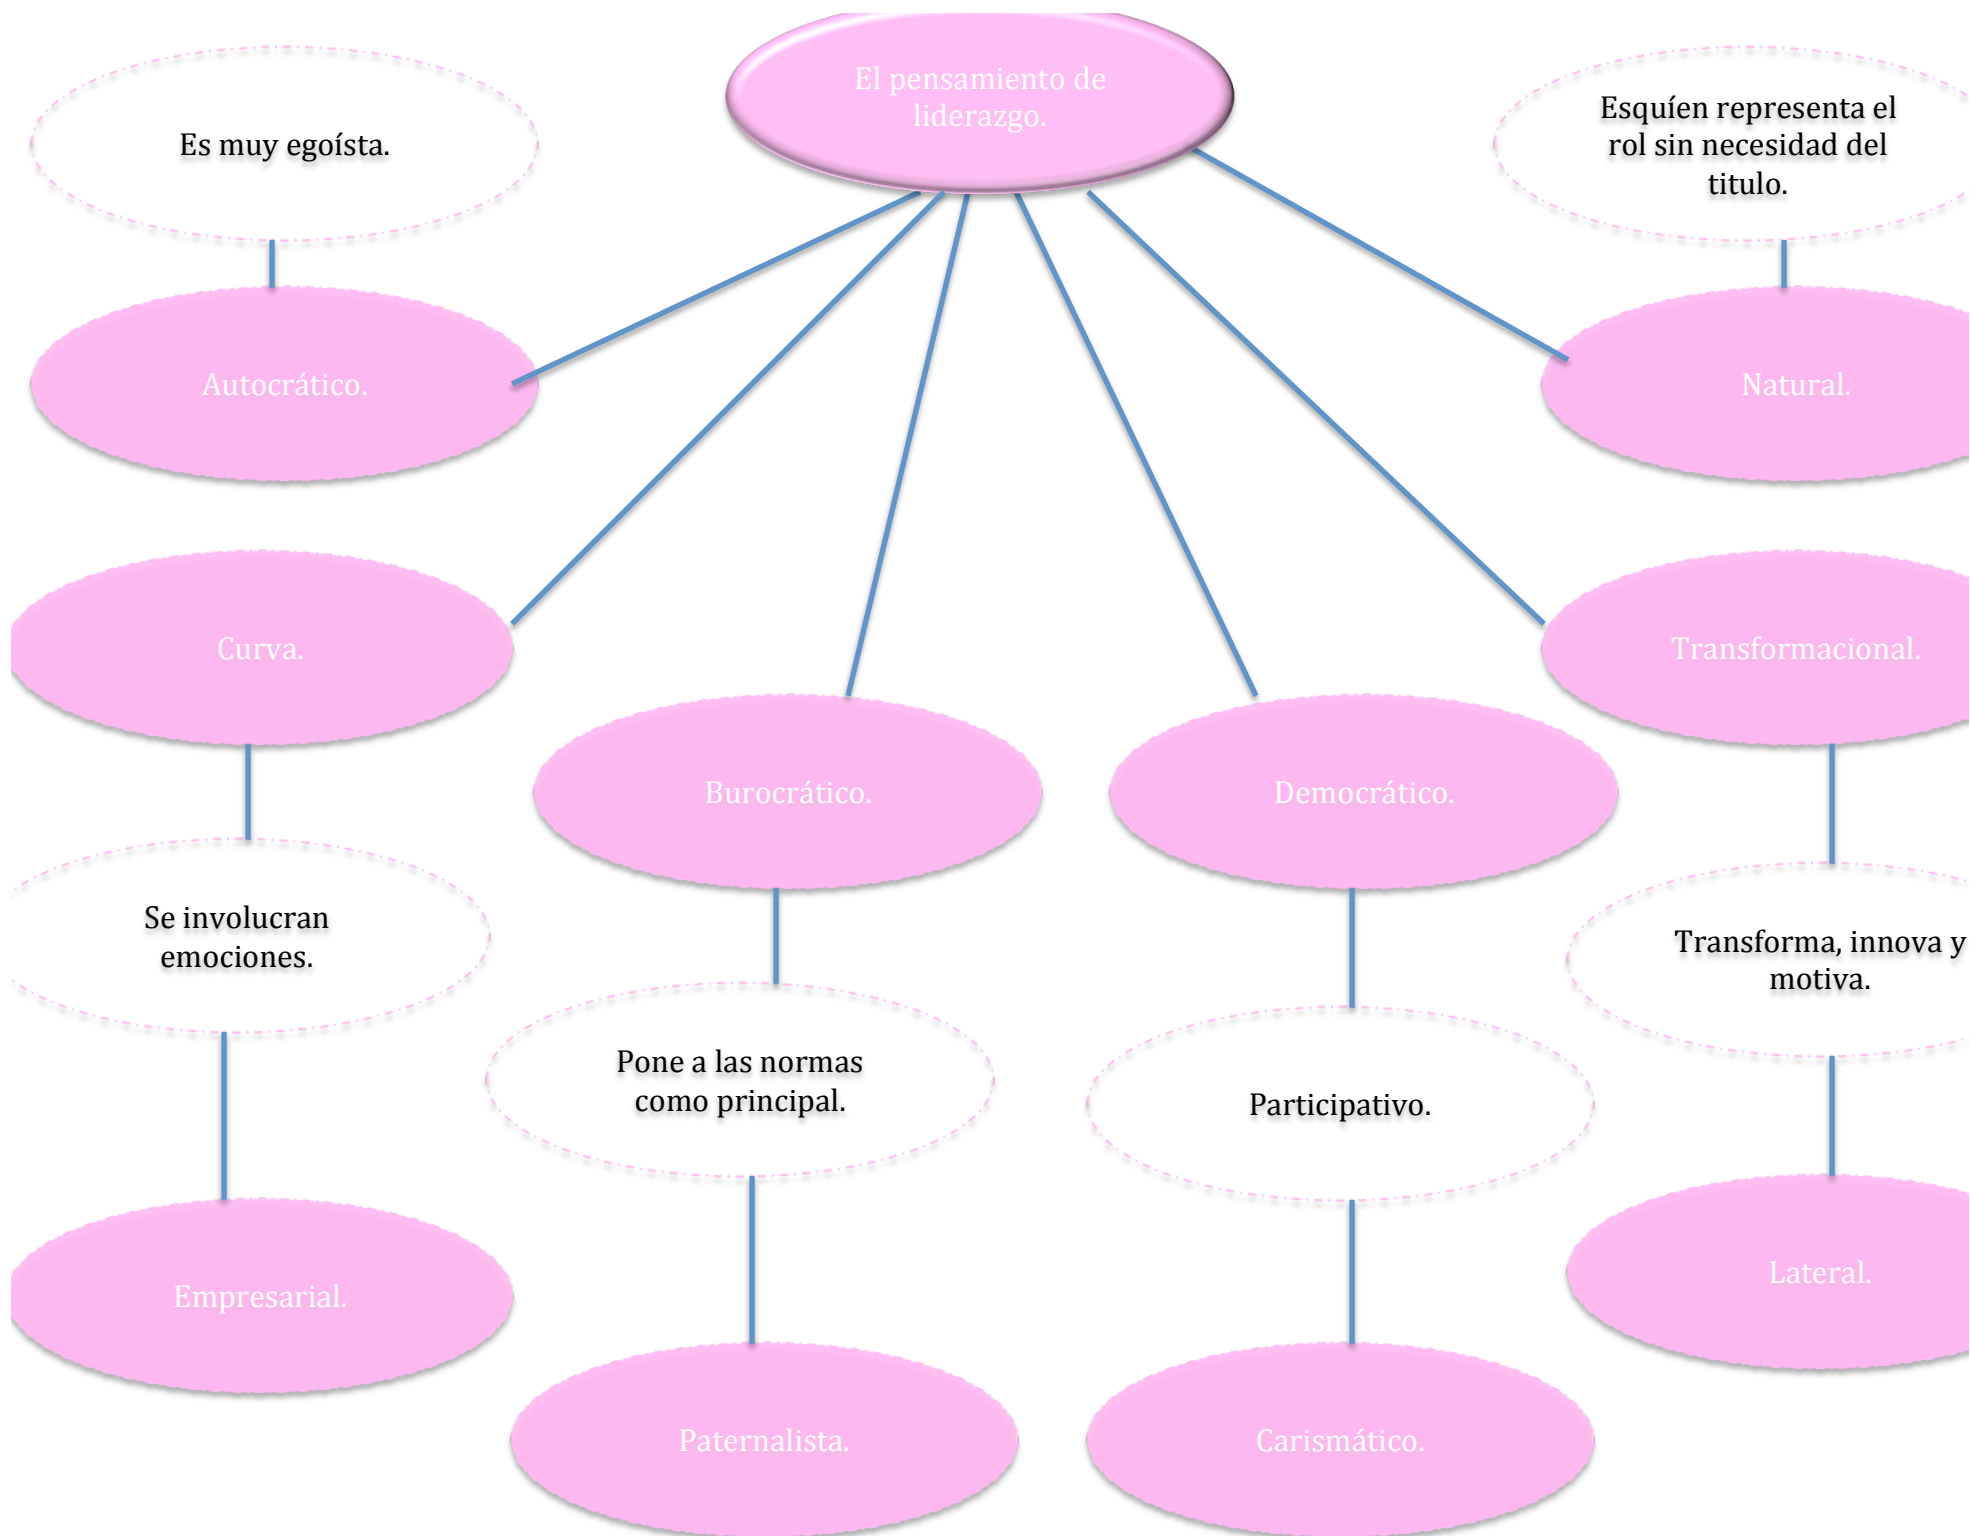 El pensamiento de
liderazgo.
Es muy egoísta.
Esquíen representa el
rol sin necesidad del
titulo.
Autocrático.
Natural.
Curva.
Transformacional.
Burocrático.
Democrático.
Se involucran
emociones.
Transforma, innova y
motiva.
Pone a las normas
como principal.
Participativo.
Empresarial.
Lateral.
Paternalista.
Carismático.